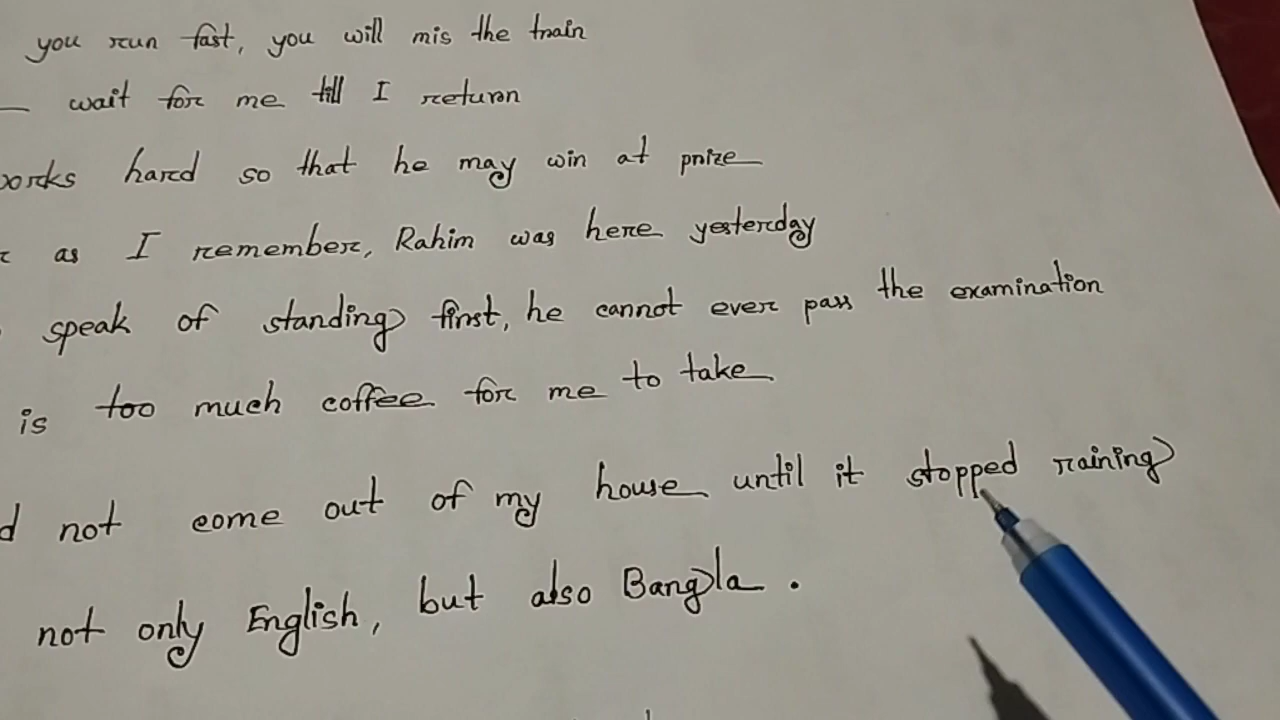 you run fast, you will mis the train
— wait for me till I return
works hard so that he may win at prize
as I remember, Rahim was here yesterday
speak of standing first, he cannot ever pass the examination
is too much coffee for me to take
not come out of my house until it stopped raining
not only English, but also Bangla.